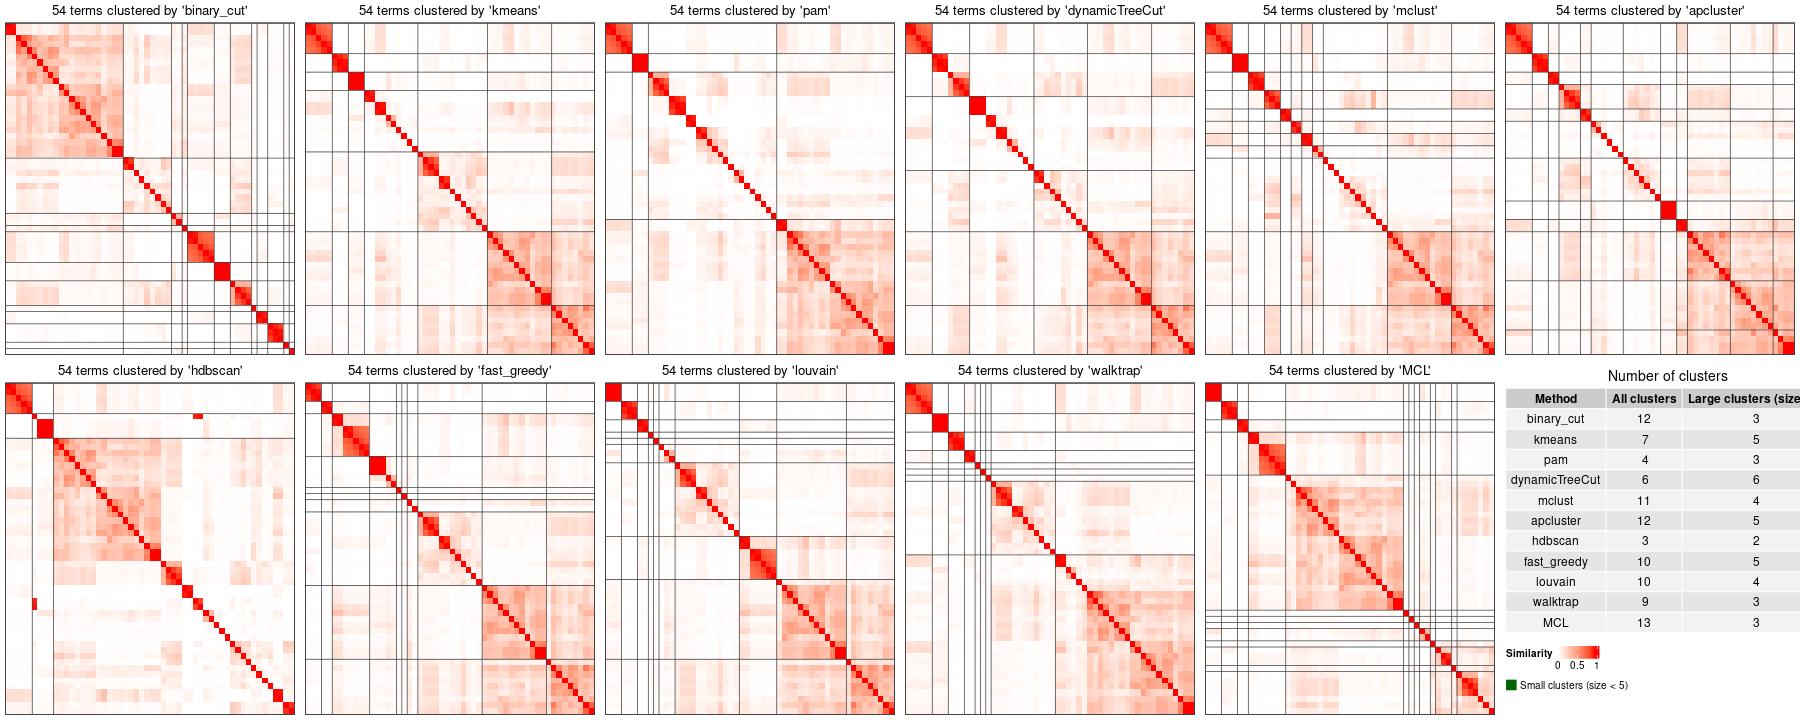 54 terms clustered by 'binary_cut'
54 terms clustered by 'kmeans'
54 terms clustered by 'pam'
54 terms clustered by 'dynamicTreeCut'
54 terms clustered by 'mclust'
54 terms clustered by 'apcluster'
54 terms clustered by 'hdbscan'
54 terms clustered by 'fast_greedy'
54 terms clustered by 'louvain'
54 terms clustered by 'walktrap'
54 terms clustered by 'MCL'
Number of clusters
Method All clusters Large clusters (size
binary_cut 12 3
kmeans 7 5
pam 4 3
dynamicTreeCut 6 6
mclust 11 4
apcluster 12 5
hdbscan 3 2
fast_greedy 10 5
louvain 10 4
walktrap 9 3
MCL 13 3
Similarity
0 0.5 1
Small clusters (size < 5)